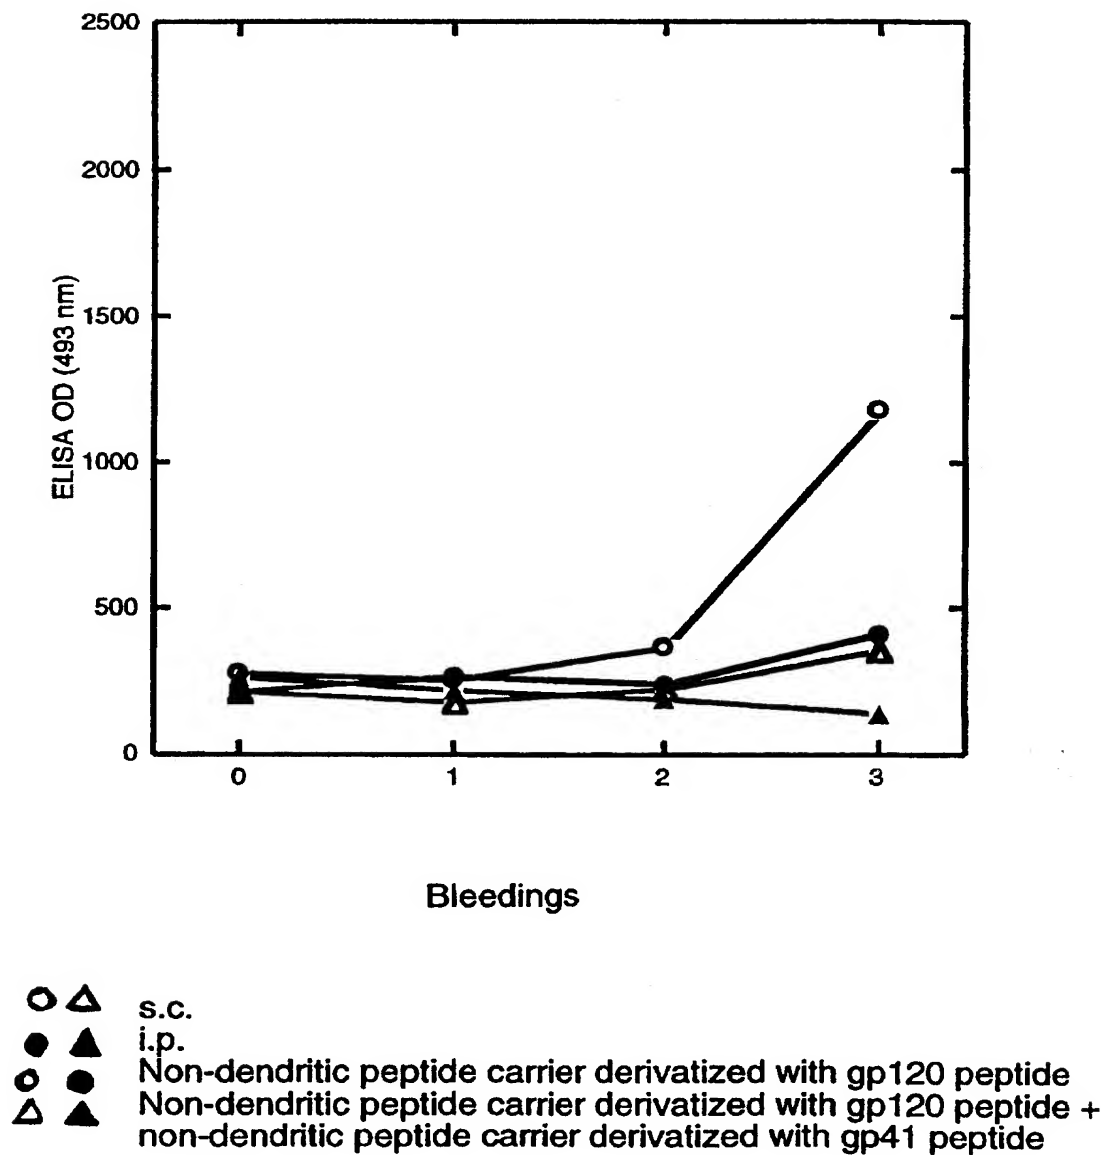 2500
2000
1500
1000
500
0
ELISA OD (493 nm)
0 1 2 3
Bleedings
s.c.
i.p.
Non-dendritic peptide carrier derivatized with gp120 peptide
Non-dendritic peptide carrier derivatized with gp120 peptide +
non-dendritic peptide carrier derivatized with gp41 peptide